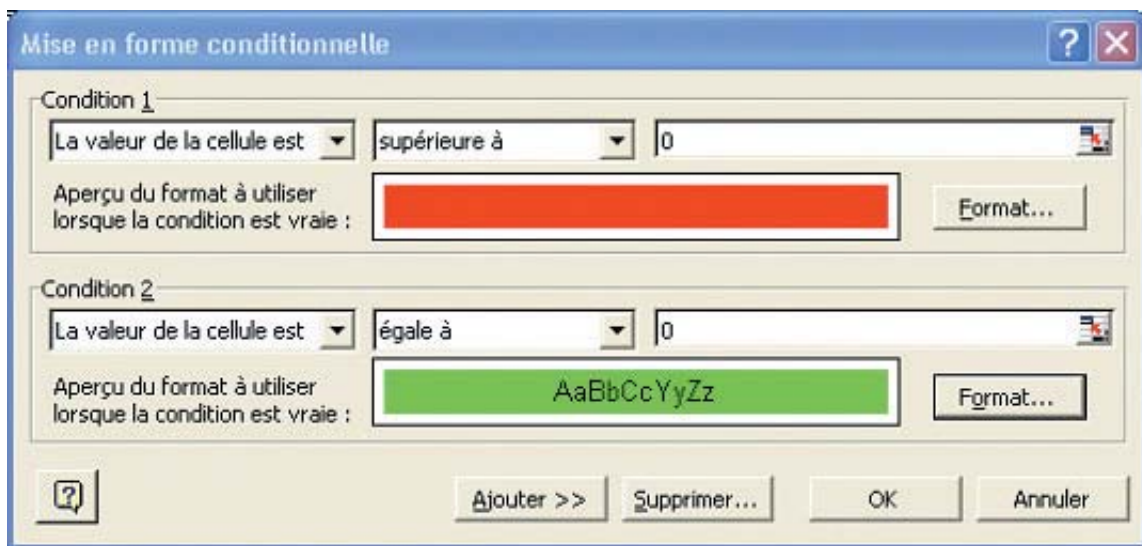 Mise en forme conditionnelle
Condition 1
La valeur de la cellule est supérieure à 0
Aperçu du format à utiliser
lorsque la condition est vraie :
Format...
Condition 2
La valeur de la cellule est égale à 0
Aperçu du format à utiliser
lorsque la condition est vraie :
AaBbCcYyZz
Format...
Ajouter >> Supprimer... OK Annuler